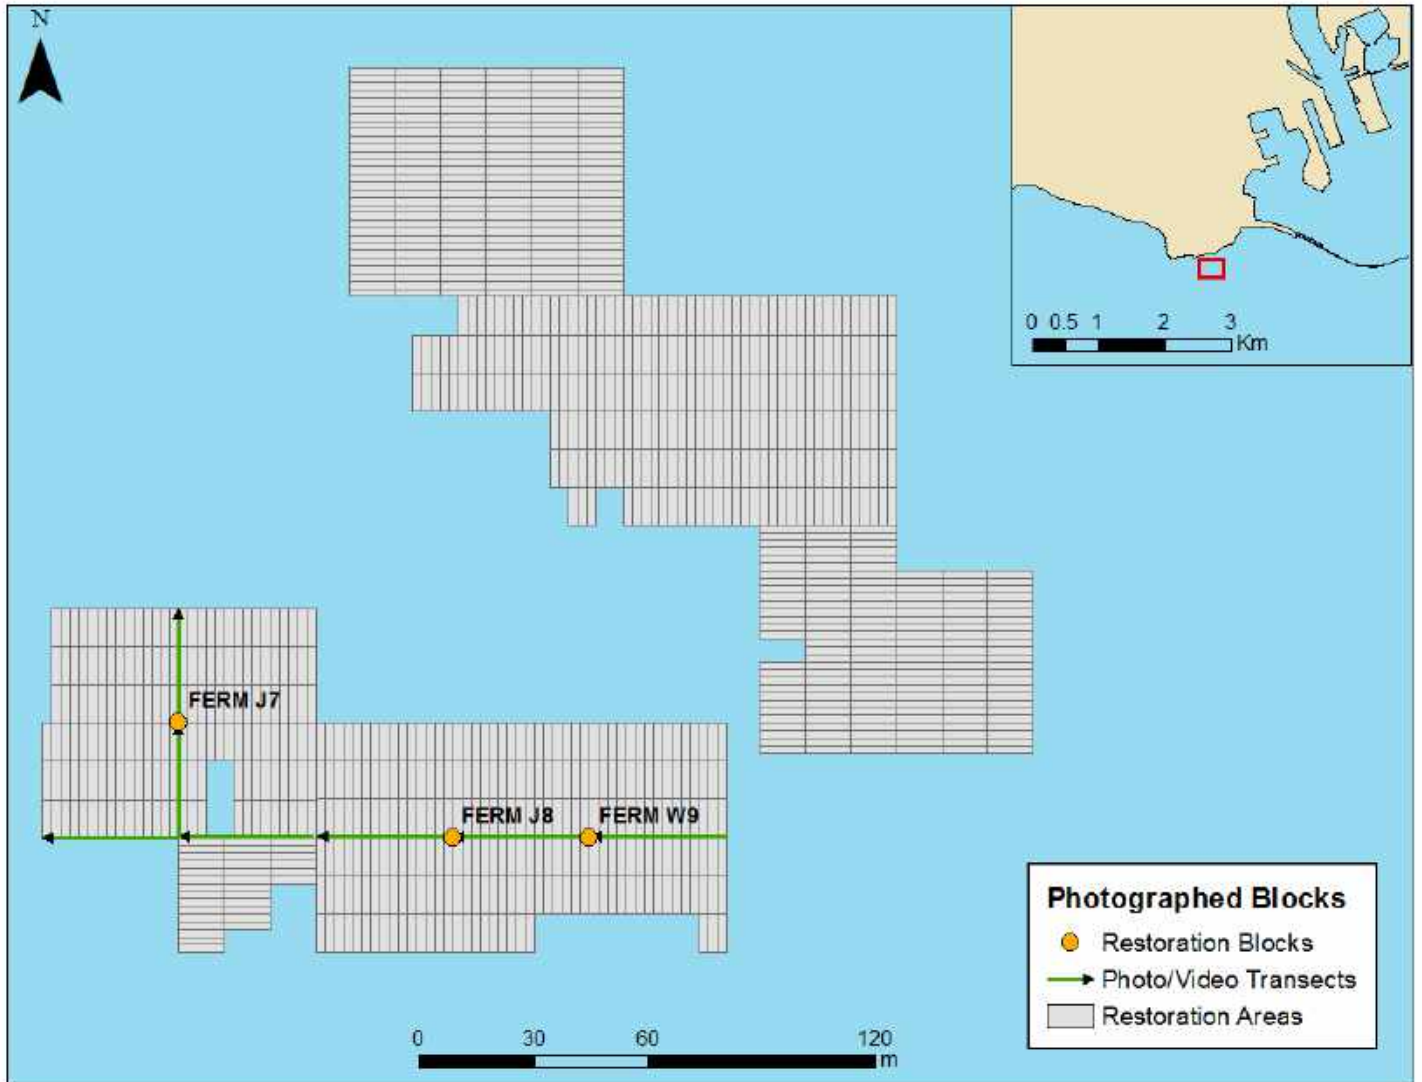 N
0 0.5 1 2 3
Km
FERM J7
FERM J8 FERM W9
Photographed Blocks
Restoration Blocks
Photo/Video Transects
Restoration Areas
0 30 60 120
m